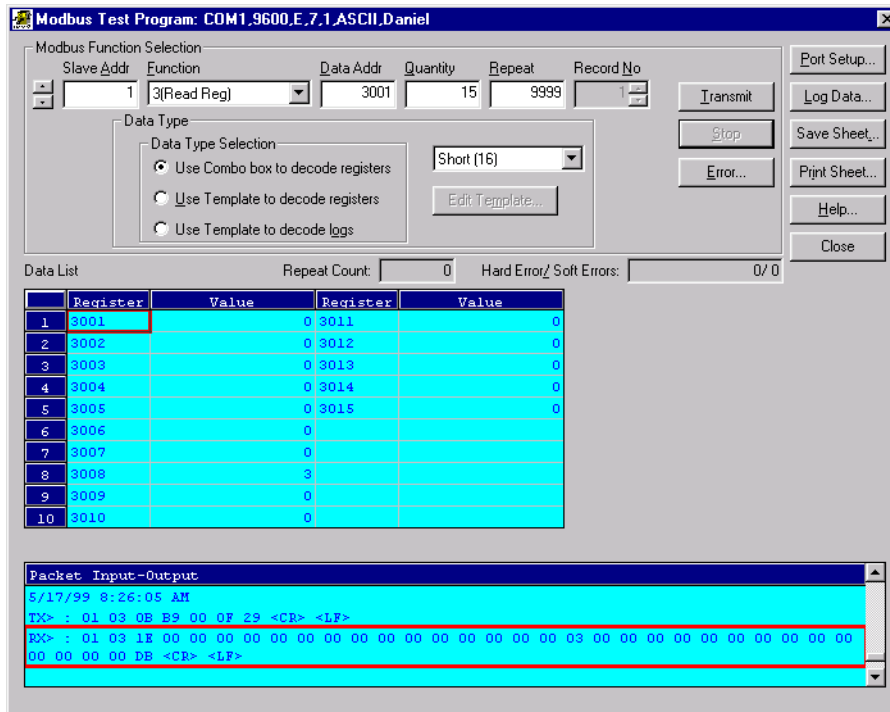 Modbus Test Program: COM1,9600,E,7,1,ASCII,Daniel
Modbus Function Selection
Slave Addr Function Data Addr Quantity Repeat Record No
1 3(Read Reg) 3001 15 9999 1
Transmit
Stop
Error...
Port Setup...
Log Data...
Save Sheet...
Print Sheet...
Help...
Close
Data Type
Data Type Selection
Use Combo box to decode registers
Use Template to decode registers
Use Template to decode logs
Short (16)
Edit Template...
Data List Repeat Count: 0 Hard Error/ Soft Errors: 0/ 0
Register Value Register Value
1 3001 0 3011 0
2 3002 0 3012 0
3 3003 0 3013 0
4 3004 0 3014 0
5 3005 0 3015 0
6 3006 0
7 3007 0
8 3008 3
9 3009 0
10 3010 0
Packet Input-Output
5/17/99 8:26:05 AM
TX> : 01 03 0B B9 00 0F 29 <CR> <LF>
RX> : 01 03 1E 00 00 00 00 00 00 00 00 00 00 00 00 00 00 00 03 00 00 00 00 00 00 00 00 00 00
00 00 00 00 DB <CR> <LF>